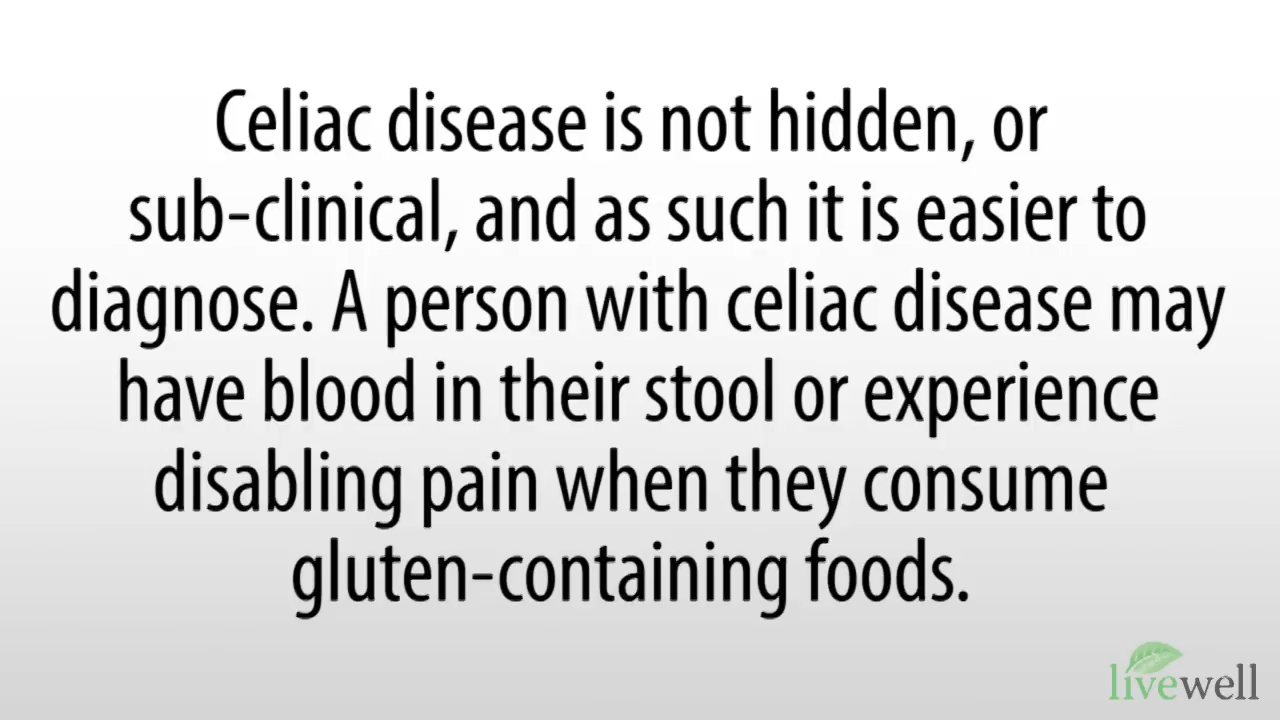 Celiac disease is not hidden, or
sub-clinical, and as such it is easier to
diagnose. A person with celiac disease may
have blood in their stool or experience
disabling pain when they consume
gluten-containing foods.
livewell